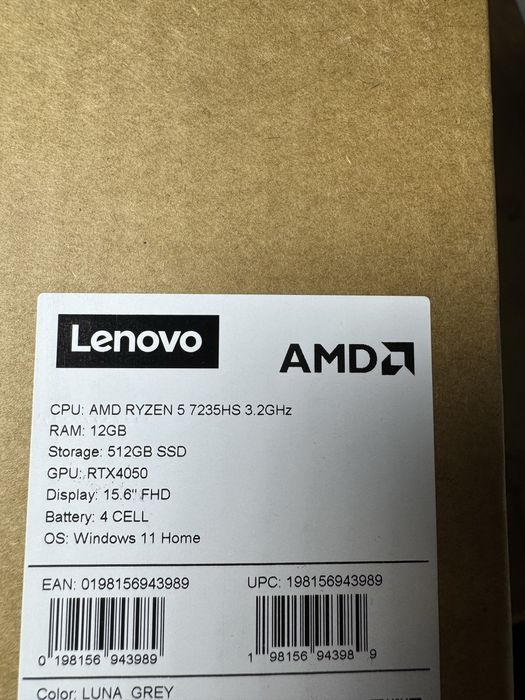 Lenovo
AMD
CPU: AMD RYZEN 5 7235HS 3.2GHz
RAM: 12GB
Storage: 512GB SSD
GPU: RTX4050
Display: 15.6" FHD
Battery: 4 CELL
OS: Windows 11 Home
EAN: 0198156943989 UPC: 198156943989
0 198156 943989 1 98156 94398 9
Color: LUNA GREY